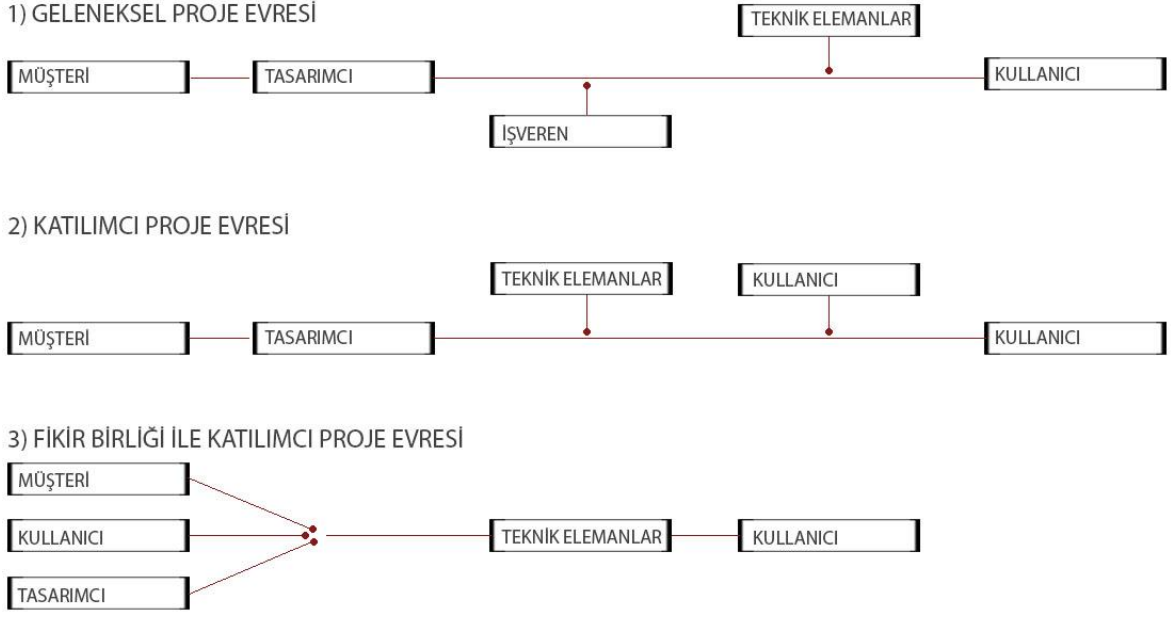 1) GELENEKSEL PROJE EVRESİ
TEKNİK ELEMANLAR
MÜŞTERİ
TASARIMCI
KULLANICI
İŞVEREN
2) KATILIMCI PROJE EVRESİ
TEKNİK ELEMANLAR
KULLANICI
MÜŞTERİ
TASARIMCI
KULLANICI
3) FİKİR BİRLİĞİ İLE KATILIMCI PROJE EVRESİ
MÜŞTERİ
KULLANICI
TASARIMCI
TEKNİK ELEMANLAR
KULLANICI